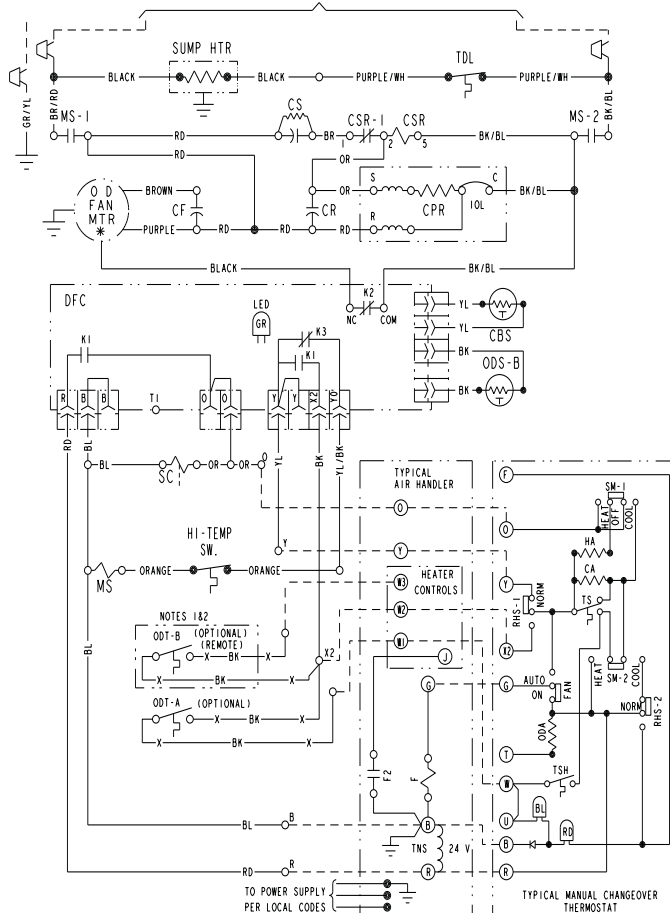 SUMP HTR
TDL
BLACK
BLACK
PURPLE/WH
PURPLE/WH
GR/YL
BR/RD
BK/BL
MS-1
CS
CSR-1
CSR
MS-2
RD
BR
1
2
5
BK/BL
RD
OR
O D
FAN
MTR
*
BROWN
CF
PURPLE
RD
RD
CR
OR
RD
S
R
CPR
IOL
C
BK/BL
BLACK
BK/BL
DFC
LED
GR
K2
NC
COM
YL
YL
CBS
BK
ODS-B
BK
K1
K3
K1
R
B
B
T1
O
O
Y
Y
X2
YO
RD
BL
YL
BK
YL/BK
BL
SC
OR
OR
O
TYPICAL
AIR HANDLER
F
SM-1
HEAT
OFF
COOL
O
O
HI-TEMP
SW.
Y
Y
HA
CA
MS
ORANGE
ORANGE
W3
HEATER
CONTROLS
Y
RHS-1
NORM
TS
NOTES 1&2
ODT-B
(OPTIONAL)
(REMOTE)
X
BK
X
X
BK
X
X2
W2
W1
X2
HEAT
SM-2
COOL
BL
J
ODT-A
(OPTIONAL)
X
BK
X
X
BK
X
G
G
AUTO
ON
FAN
NORM
RHS-2
ODA
T
F2
F
W
TSH
BL
U
RD
BL
B
B
TNS
24 V
B
RD
R
R
R
TO POWER SUPPLY
PER LOCAL CODES
TYPICAL MANUAL CHANGEOVER
THERMOSTAT